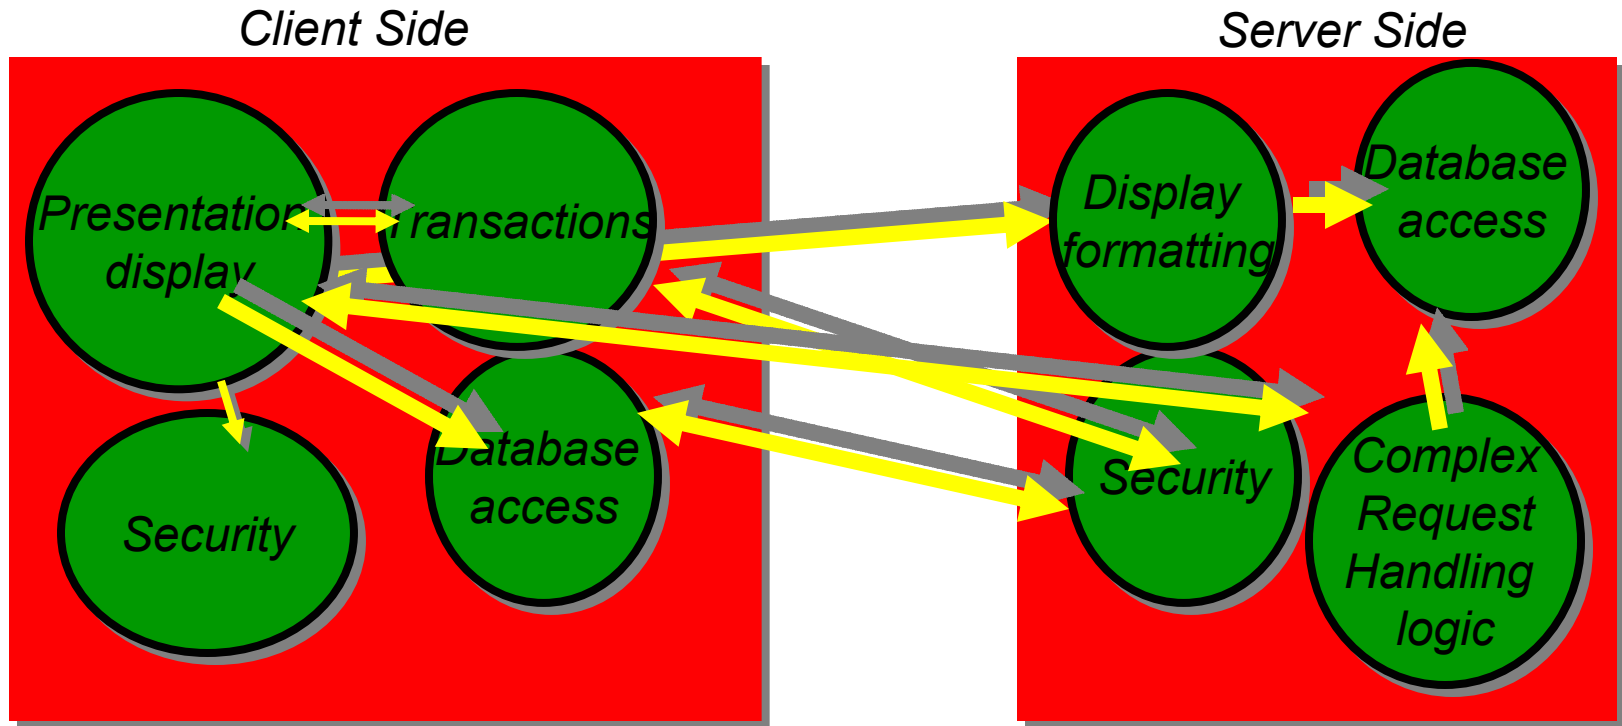 Client Side
Server Side
Presentation
display
Transactions
Security
Database
access
Display
formatting
Database
access
Security
Complex
Request
Handling
logic